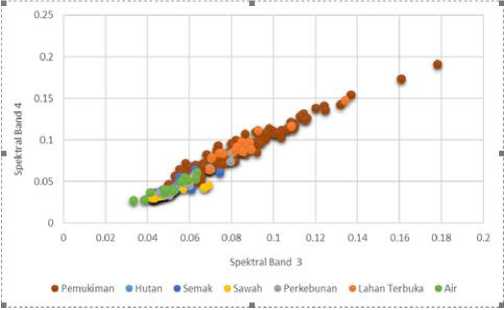 0.25
0.2
0.15
0.1
0.05
0
Spektral Band 4
0 0.02 0.04 0.06 0.08 0.1 0.12 0.14 0.16 0.18 0.2
Spektral Band 3
Pemukiman Hutan Semak Sawah Perkebunan Lahan Terbuka Air